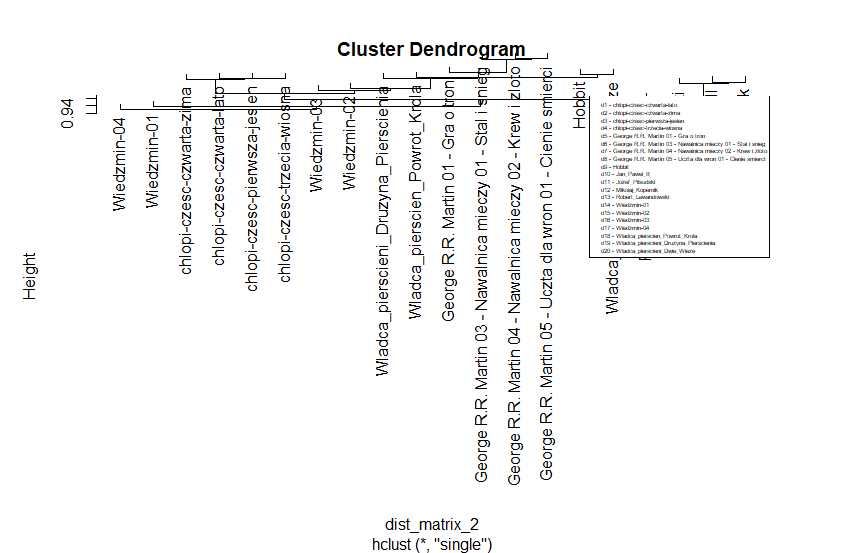 Cluster Dendrogram
0.94
Height
Wiedzmin-04
Wiedzmin-01
chlopi-czesc-czwarta-zima
chlopi-czesc-czwarta-lato
chlopi-czesc-pierwsza-jesien
chlopi-czesc-trzecia-wiosna
Wiedzmin-03
Wiedzmin-02
Wladca_pierscieni_Druzyna_Pierscienia
Wladca_pierscien_Powrot_Krola
George R.R. Martin 01 - Gra o tron
George R.R. Martin 03 - Nawalnica mieczy 01 - Stal i snieg
George R.R. Martin 04 - Nawalnica mieczy 02 - Krew i zloto
George R.R. Martin 05 - Uczta dla wron 01 - Cienie smierci
Hobbit
d1 - chlopi-czesc-czwarta-lato
d2 - chlopi-czesc-czwarta-zima
d3 - chlopi-czesc-pierwsza-jesien
d4 - chlopi-czesc-trzecia-wiosna
d5 - George R.R. Martin 01 - Gra o tron
d6 - George R.R. Martin 03 - Nawalnica mieczy 01 - Stal i snieg
d7 - George R.R. Martin 04 - Nawalnica mieczy 02 - Krew i zloto
d8 - George R.R. Martin 05 - Uczta dla wron 01 - Cienie smierci
d9 - Hobbit
d10 - Jan_Pawel_II
d11 - Jozef_Pilsudski
d12 - Mikolaj_Kopernik
d13 - Robert_Lewandowski
d14 - Wiedzmin-01
d15 - Wiedzmin-02
d16 - Wiedzmin-03
d17 - Wiedzmin-04
d18 - Wladca_pierscien_Powrot_Krola
d19 - Wladca_pierscieni_Druzyna_Pierscienia
d20 - Wladca_pierscieni_Dwie_Wieze
dist_matrix_2
hclust (*, "single")